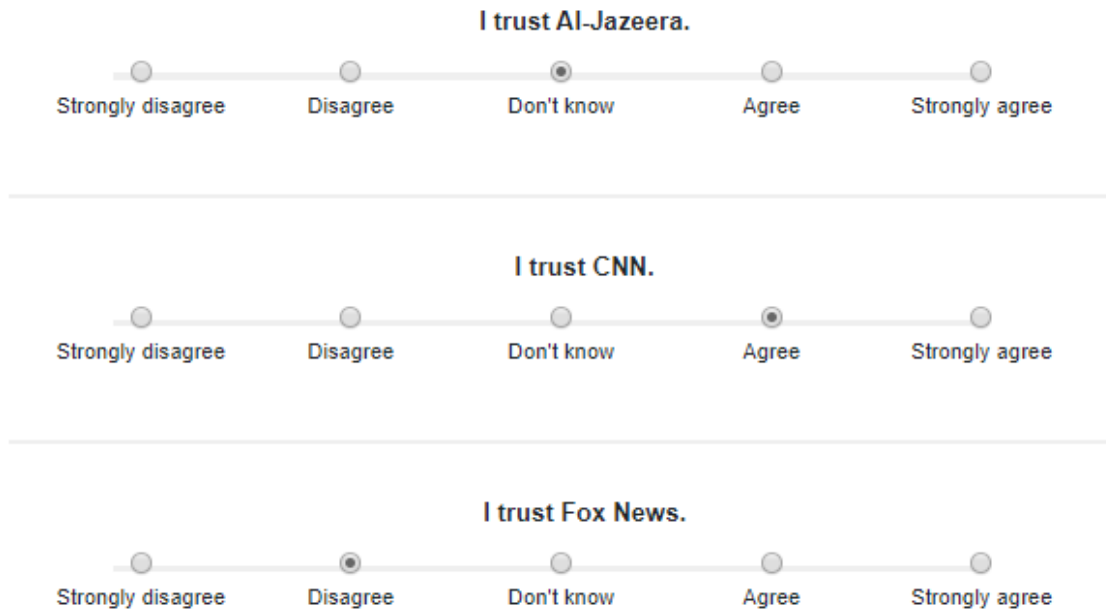 I trust Al-Jazeera.
Strongly disagree Disagree Don't know Agree Strongly agree
I trust CNN.
Strongly disagree Disagree Don't know Agree Strongly agree
I trust Fox News.
Strongly disagree Disagree Don't know Agree Strongly agree